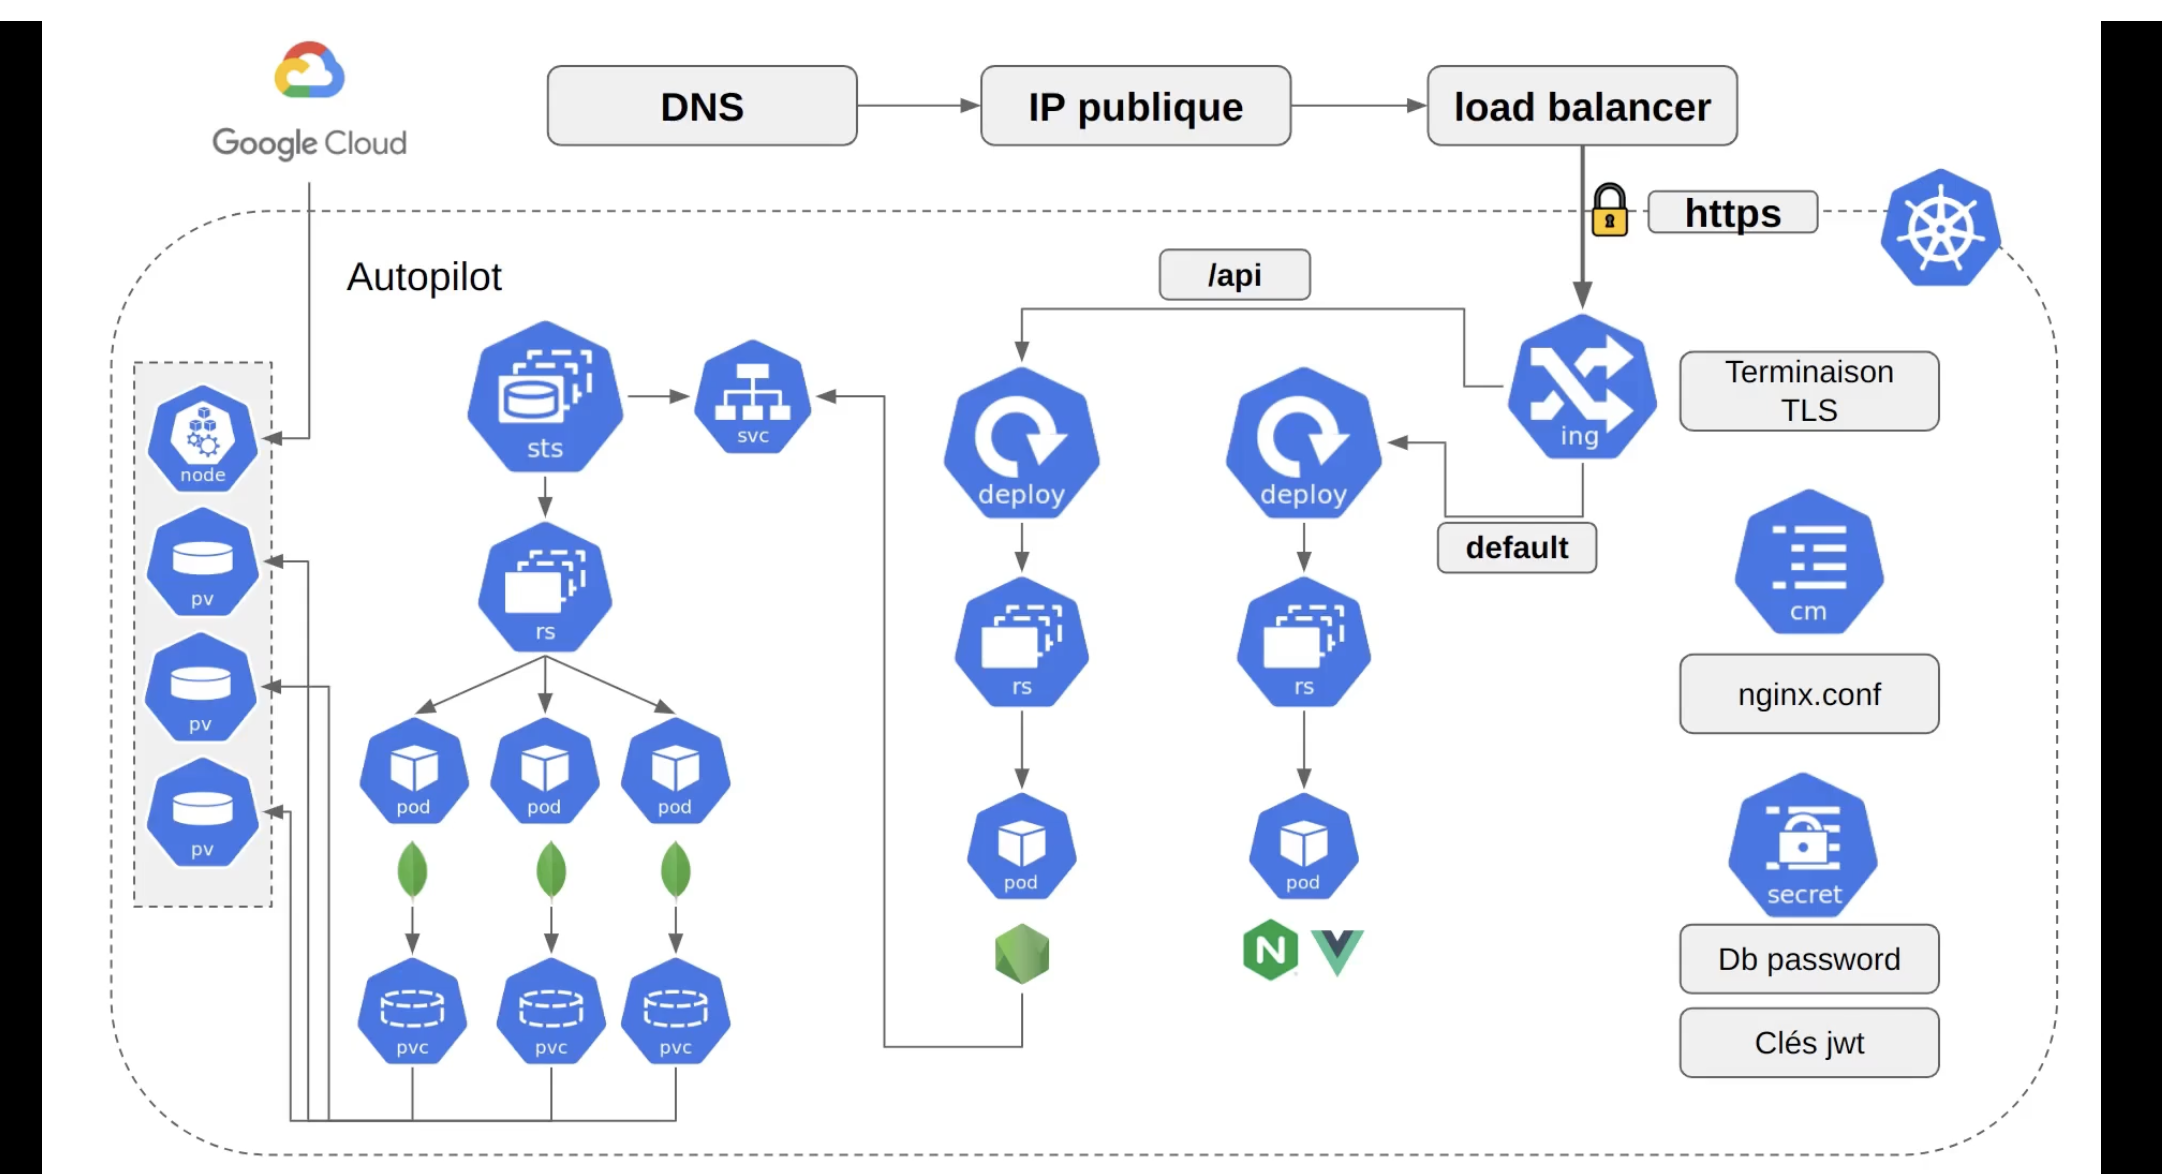 DNS
IP publique
load balancer
Google Cloud
https
Autopilot
/api
Terminaison
TLS
sts
svc
deploy
deploy
ing
node
default
pv
rs
cm
rs
rs
nginx.conf
pv
pod
pod
pod
pv
pod
pod
secret
N
Db password
pvc
pvc
pvc
Clés jwt